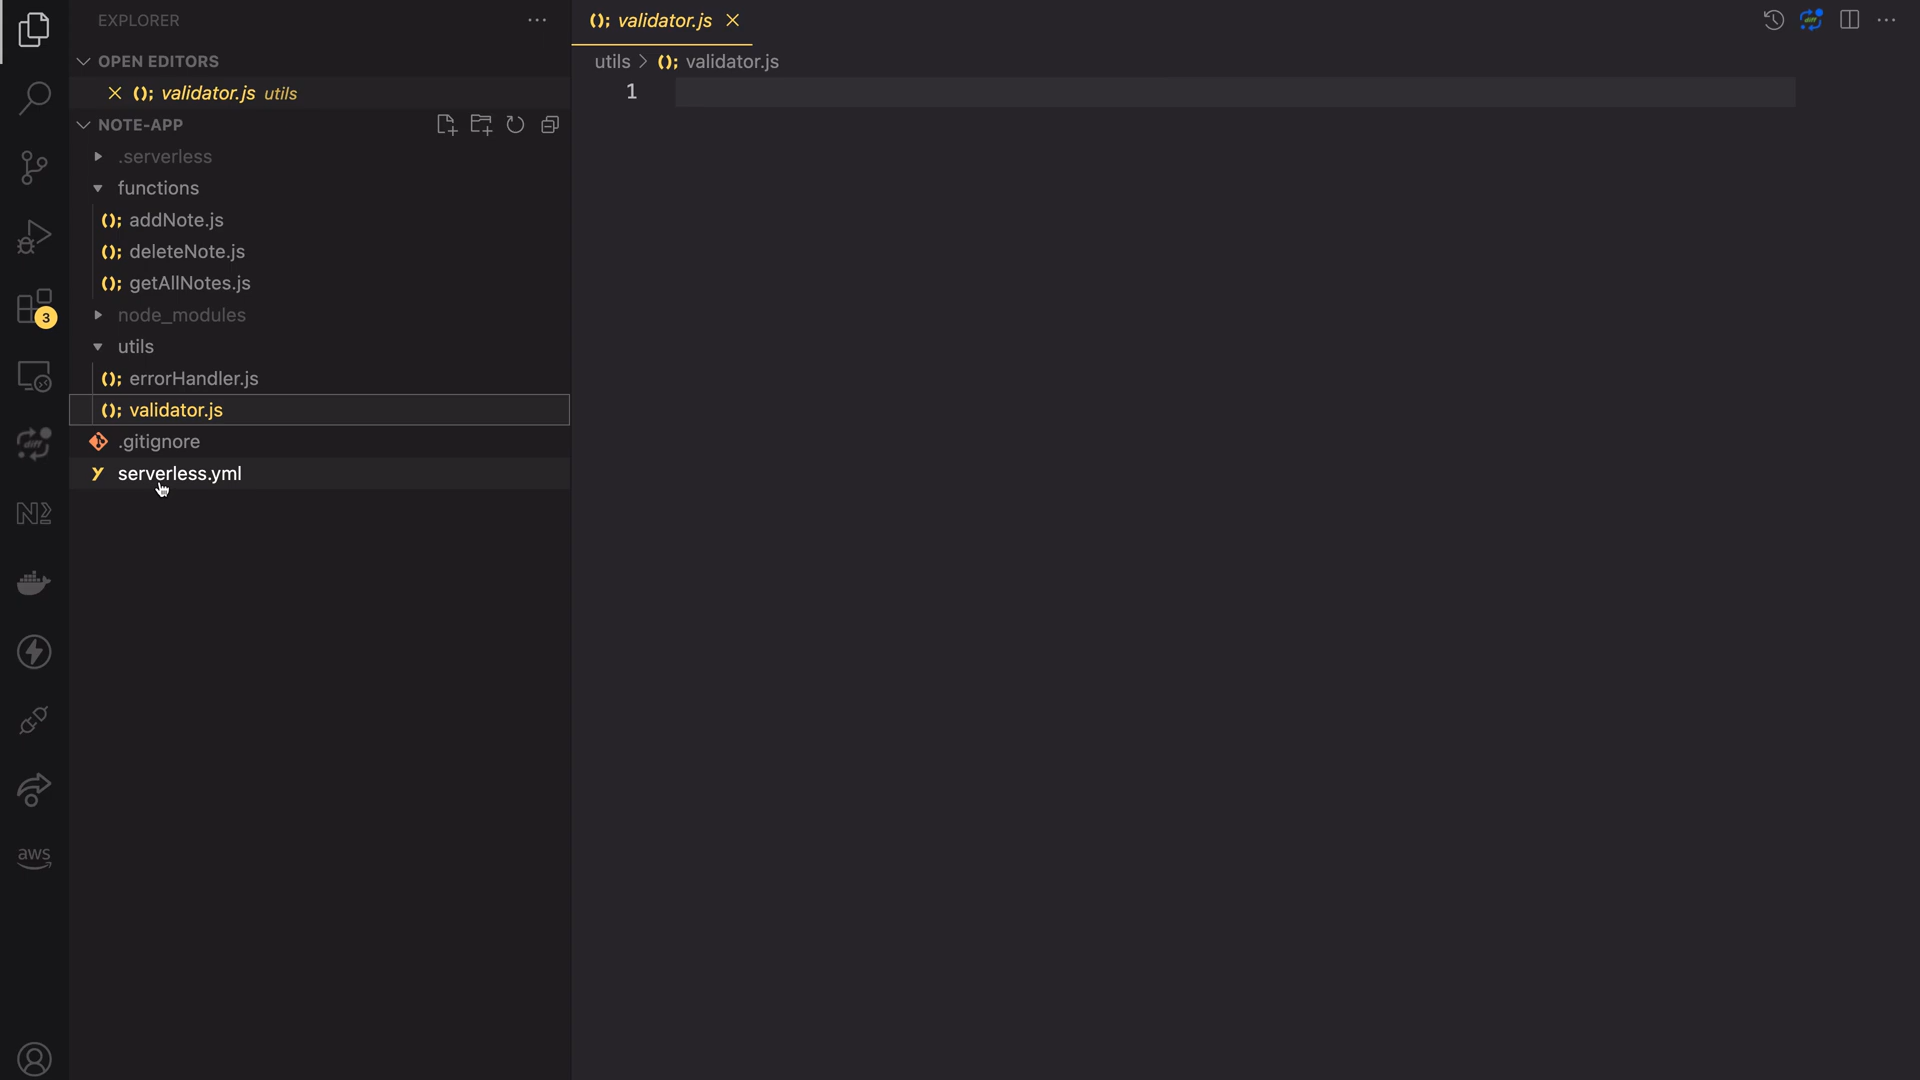 EXPLORER
OPEN EDITORS
(); validator.js utils
NOTE-APP
.serverless
functions
(); addNote.js
(); deleteNote.js
(); getAllNotes.js
node_modules
utils
(); errorHandler.js
(); validator.js
.gitignore
Y serverless.yml
3
diff
aws
(); validator.js
utils > (); validator.js
1